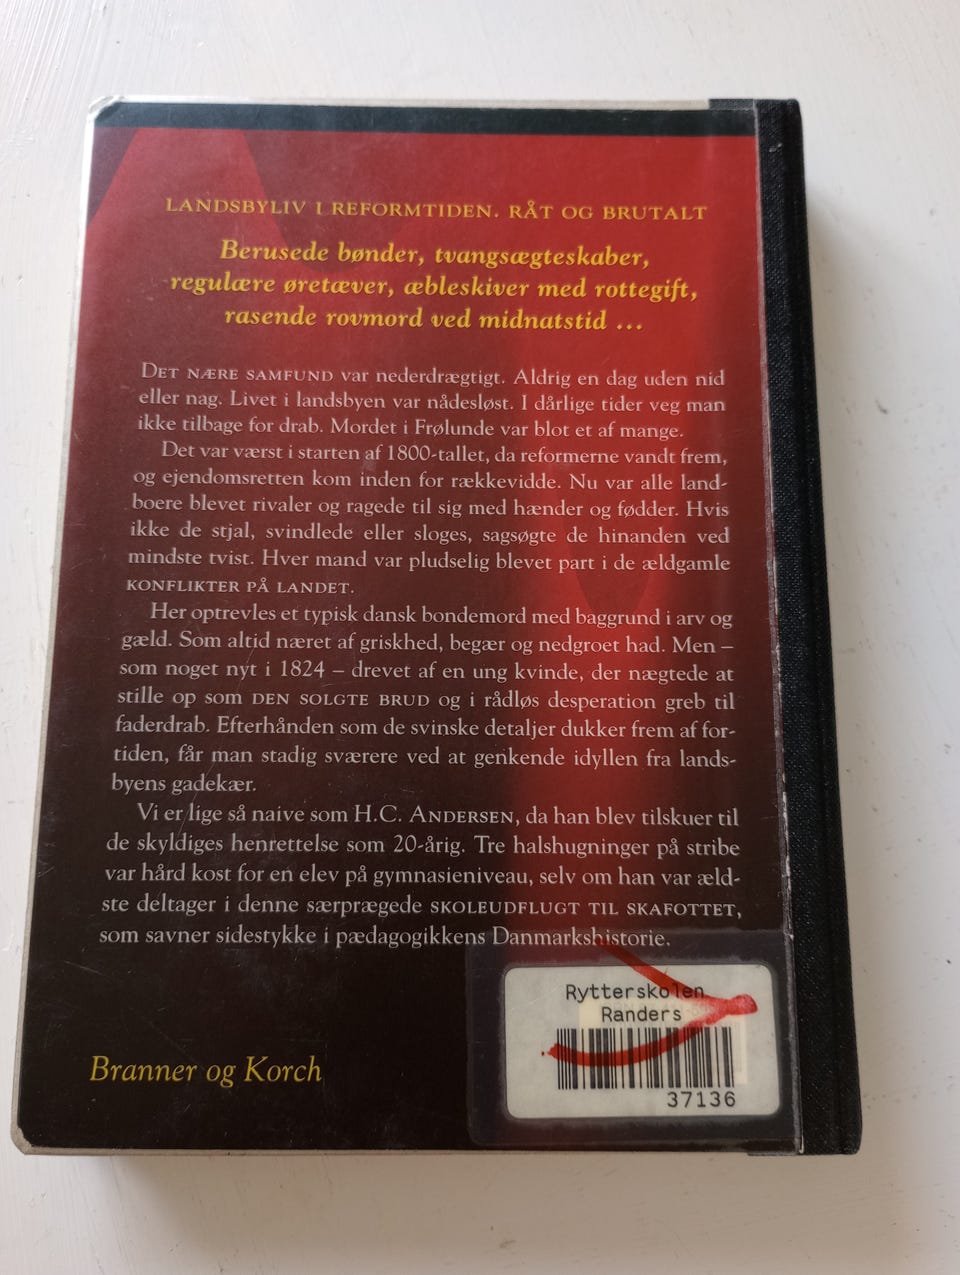 LANDSBYLIV I REFORMTIDEN. RÅT OG BRUTALT
Berusede bønder, tvangsægteskaber,
regulære øretæver, æbleskiver med rottegift,
rasende rovmord ved midnatstid ...
DET NÆRE SAMFUND var nederdrægtigt. Aldrig en dag uden nid
eller nag. Livet i landsbyen var nådesløst. I dårlige tider veg man
ikke tilbage for drab. Mordet i Frølunde var blot et af mange.
Det var værst i starten af 1800-tallet, da reformerne vandt frem,
og ejendomsretten kom inden for rækkevidde. Nu var alle land-
boere blevet rivaler og ragede til sig med hænder og fødder. Hvis
ikke de stjal, svindlede eller sloges, sagsøgte de hinanden ved
mindste tvist. Hver mand var pludselig blevet part i de ældgamle
KONFLIKTER PÅ LANDET.
Her optrevles et typisk dansk bondemord med baggrund i arv og
gæld. Som altid næret af griskhed, begær og nedgroet had. Men –
som noget nyt i 1824 – drevet af en ung kvinde, der nægtede at
stille op som DEN SOLGTE BRUD og i rådløs desperation greb til
faderdrab. Efterhånden som de svinske detaljer dukker frem af for-
tiden, får man stadig sværere ved at genkende idyllen fra lands-
byens gadekær.
Vi er lige så naive som H.C. ANDERSEN, da han blev tilskuer til
de skyldiges henrettelse som 20-årig. Tre halshugninger på stribe
var hård kost for en elev på gymnasieniveau, selv om han var æld-
ste deltager i denne særprægede SKOLEUDFLUGT TIL SKAFOTTET,
som savner sidestykke i pædagogikkens Danmarkshistorie.
Rytterskolen
Randers
37136
Branner og Korch